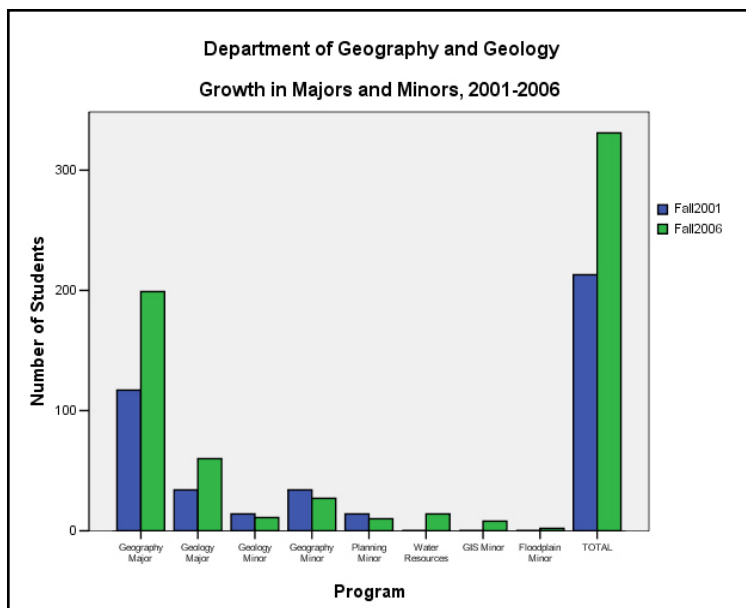 Department of Geography and Geology
Growth in Majors and Minors, 2001-2006
Number of Students
300
200
100
0
Geography
Major
Geology
Major
Geology
Minor
Geography
Minor
Planning
Minor
Water
Resources
GIS Minor
Floodplain
Minor
TOTAL
Program
Fall2001
Fall2006